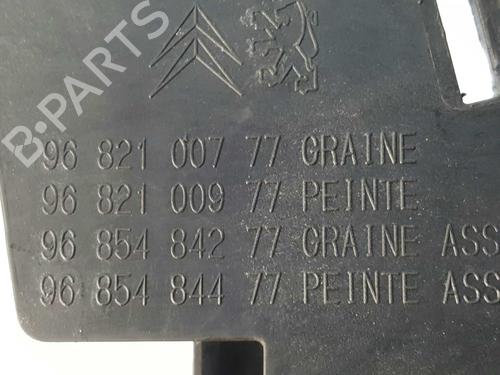 B-PARTS
96 821 007 77 GRAINE
96 821 009 77 PEINTE
96 854 842 77 GRAINE ASS
96 854 844 77 PEINTE ASS